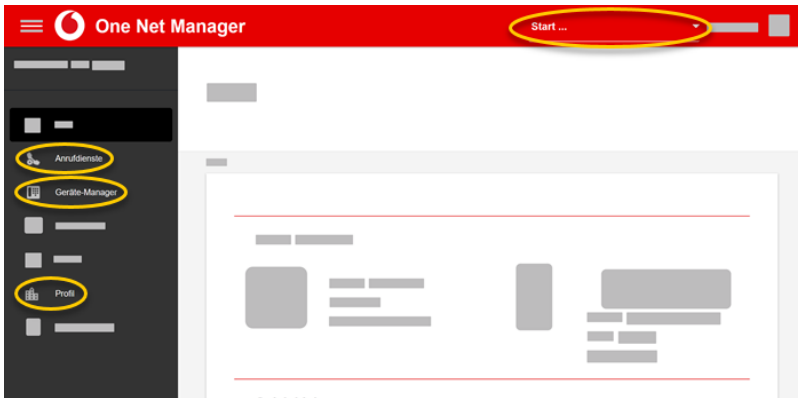 One Net Manager
Start ...
Anrufdienste
Geräte-Manager
Profil